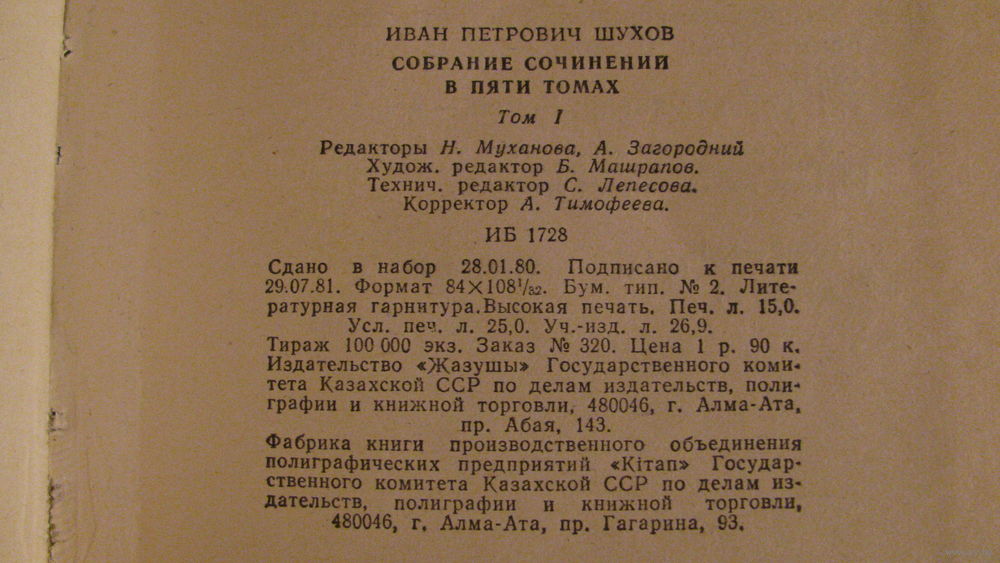 ИВАН ПЕТРОВИЧ ШУХОВ
СОБРАНИЕ СОЧИНЕНИЙ
В ПЯТИ ТОМАХ
Том I
Редакторы Н. Муханова, А. Загородний
Худож. редактор Б. Машрапов.
Технич. редактор С. Лепесова.
Корректор А. Тимофеева.
ИБ 1728
Сдано в набор 28.01.80. Подписано к печати
29.07.81. Формат 84×108¹/₃₂. Бум. тип. № 2. Лите-
ратурная гарнитура. Высокая печать. Печ. л. 15,0.
Усл. печ. л. 25,0. Уч.-изд. л. 26,9.
Тираж 100 000 экз. Заказ № 320. Цена 1 р. 90 к.
Издательство «Жазушы» Государственного коми-
тета Казахской ССР по делам издательств, поли-
графии и книжной торговли, 480046, г. Алма-Ата,
пр. Абая, 143.
Фабрика книги производственного объединения
полиграфических предприятий «Кітап» Государ-
ственного комитета Казахской ССР по делам из-
дательств, полиграфии и книжной торговли,
480046, г. Алма-Ата, пр. Гагарина, 93.